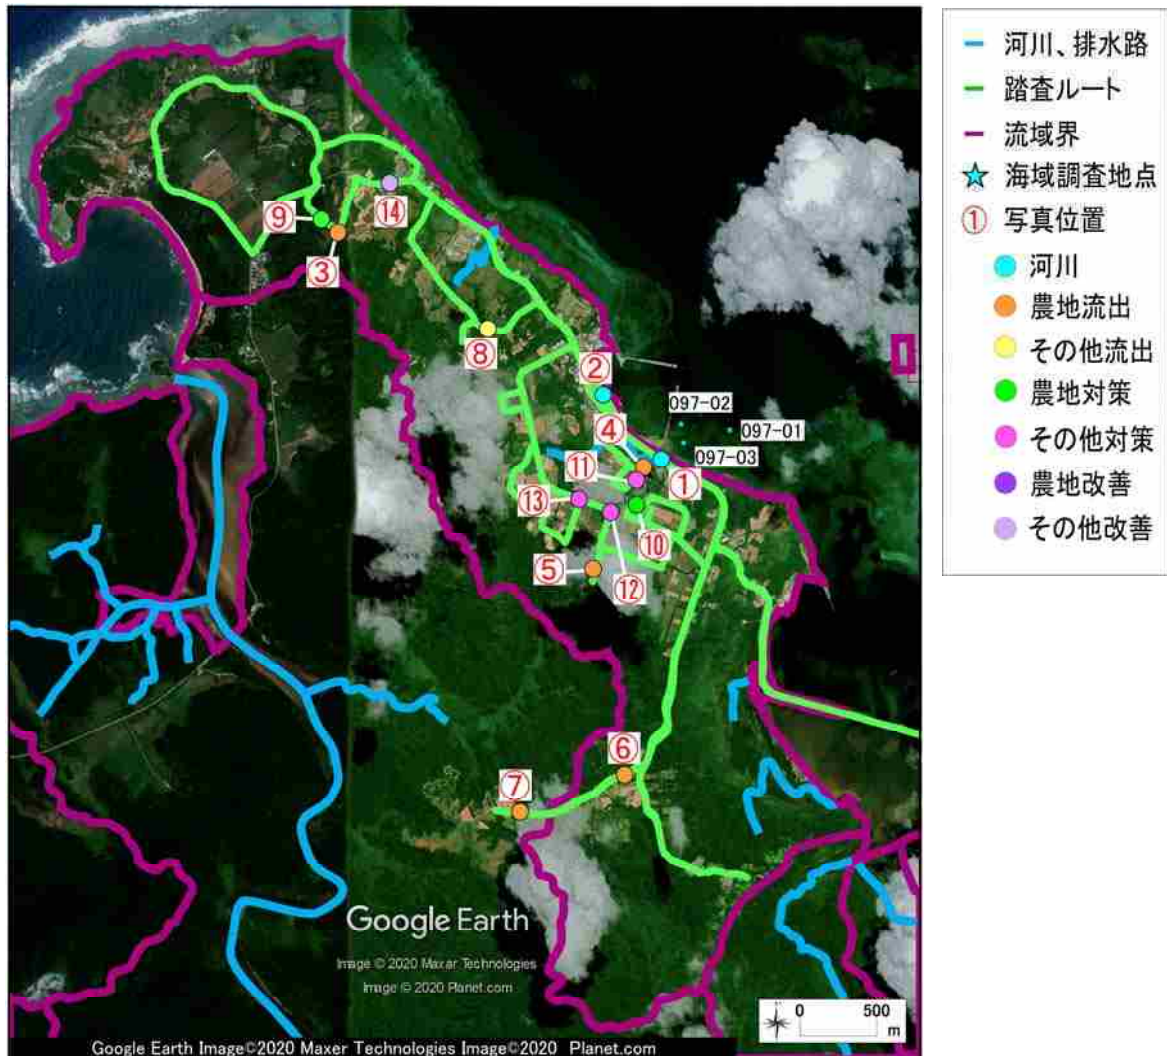 河川、排水路
踏査ルート
流域界
海域調査地点
① 写真位置
河川
農地流出
その他流出
農地対策
その他対策
農地改善
その他改善
⑨
⑭
③
⑧
②
097-02
④
097-01
⑪
097-03
①
⑬
⑩
⑤
⑫
⑥
⑦
Google Earth
Image © 2020 Maxar Technologies
Image © 2020 Planet.com
0 500
m
Google Earth Image©2020 Maxer Technologies Image©2020 Planet.com